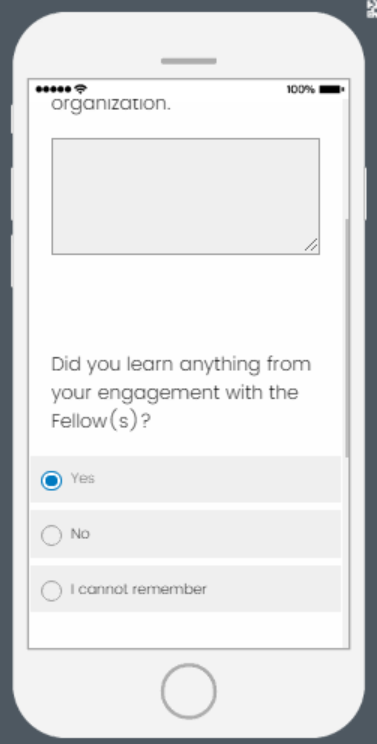 100%
organization.
Did you learn anything from
your engagement with the
Fellow(s)?
Yes
No
I cannot remember